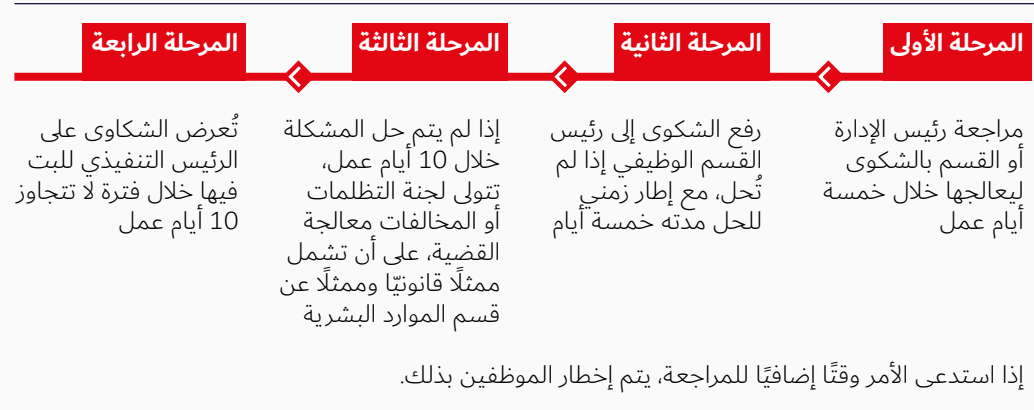 المرحلة الأولى
مراجعة رئيس الإدارة
أو القسم بالشكوى
ليعالجها خلال خمسة
أيام عمل
المرحلة الثانية
رفع الشكوى إلى رئيس
القسم الوظيفي إذا لم
تُحل، مع إطار زمني
للحل مدته خمسة أيام
المرحلة الثالثة
إذا لم يتم حل المشكلة
خلال 10 أيام عمل،
تتولى لجنة التظلمات
أو المخالفات معالجة
القضية، على أن تشمل
ممثلًا قانونيّا وممثلًا عن
قسم الموارد البشرية
المرحلة الرابعة
تُعرض الشكاوى على
الرئيس التنفيذي للبت
فيها خلال فترة لا تتجاوز
10 أيام عمل
إذا استدعى الأمر وقتًا إضافيًا للمراجعة، يتم إخطار الموظفين بذلك.